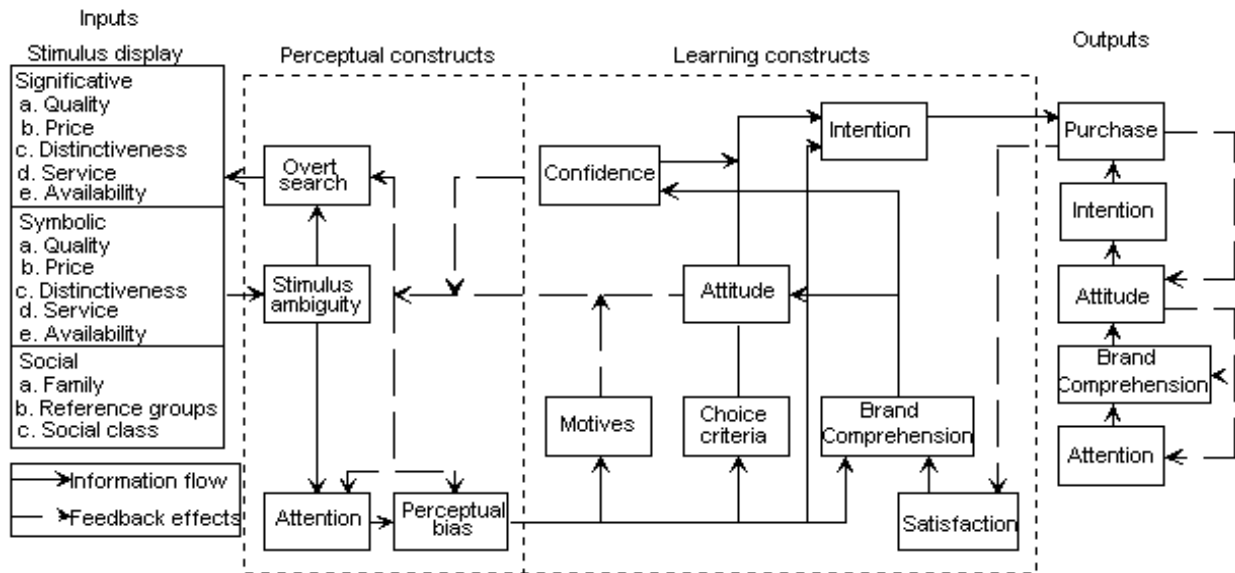 Inputs
Stimulus display
Significative
a. Quality
b. Price
c. Distinctiveness
d. Service
e. Availability
Symbolic
a. Quality
b. Price
c. Distinctiveness
d. Service
e. Availability
Social
a. Family
b. Reference groups
c. Social class
Information flow
Feedback effects
Perceptual constructs
Overt
search
Stimulus
ambiguity
Attention
Perceptual
bias
Learning constructs
Confidence
Intention
Attitude
Motives
Choice
criteria
Brand
Comprehension
Satisfaction
Outputs
Purchase
Intention
Attitude
Brand
Comprehension
Attention